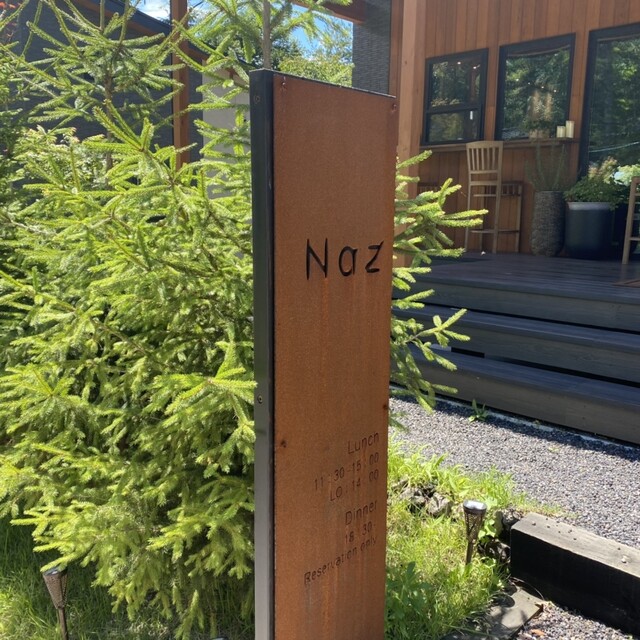 Naz
Lunch
11:30-15:00
LO. 14:00
Dinner
18:30
Reservation only